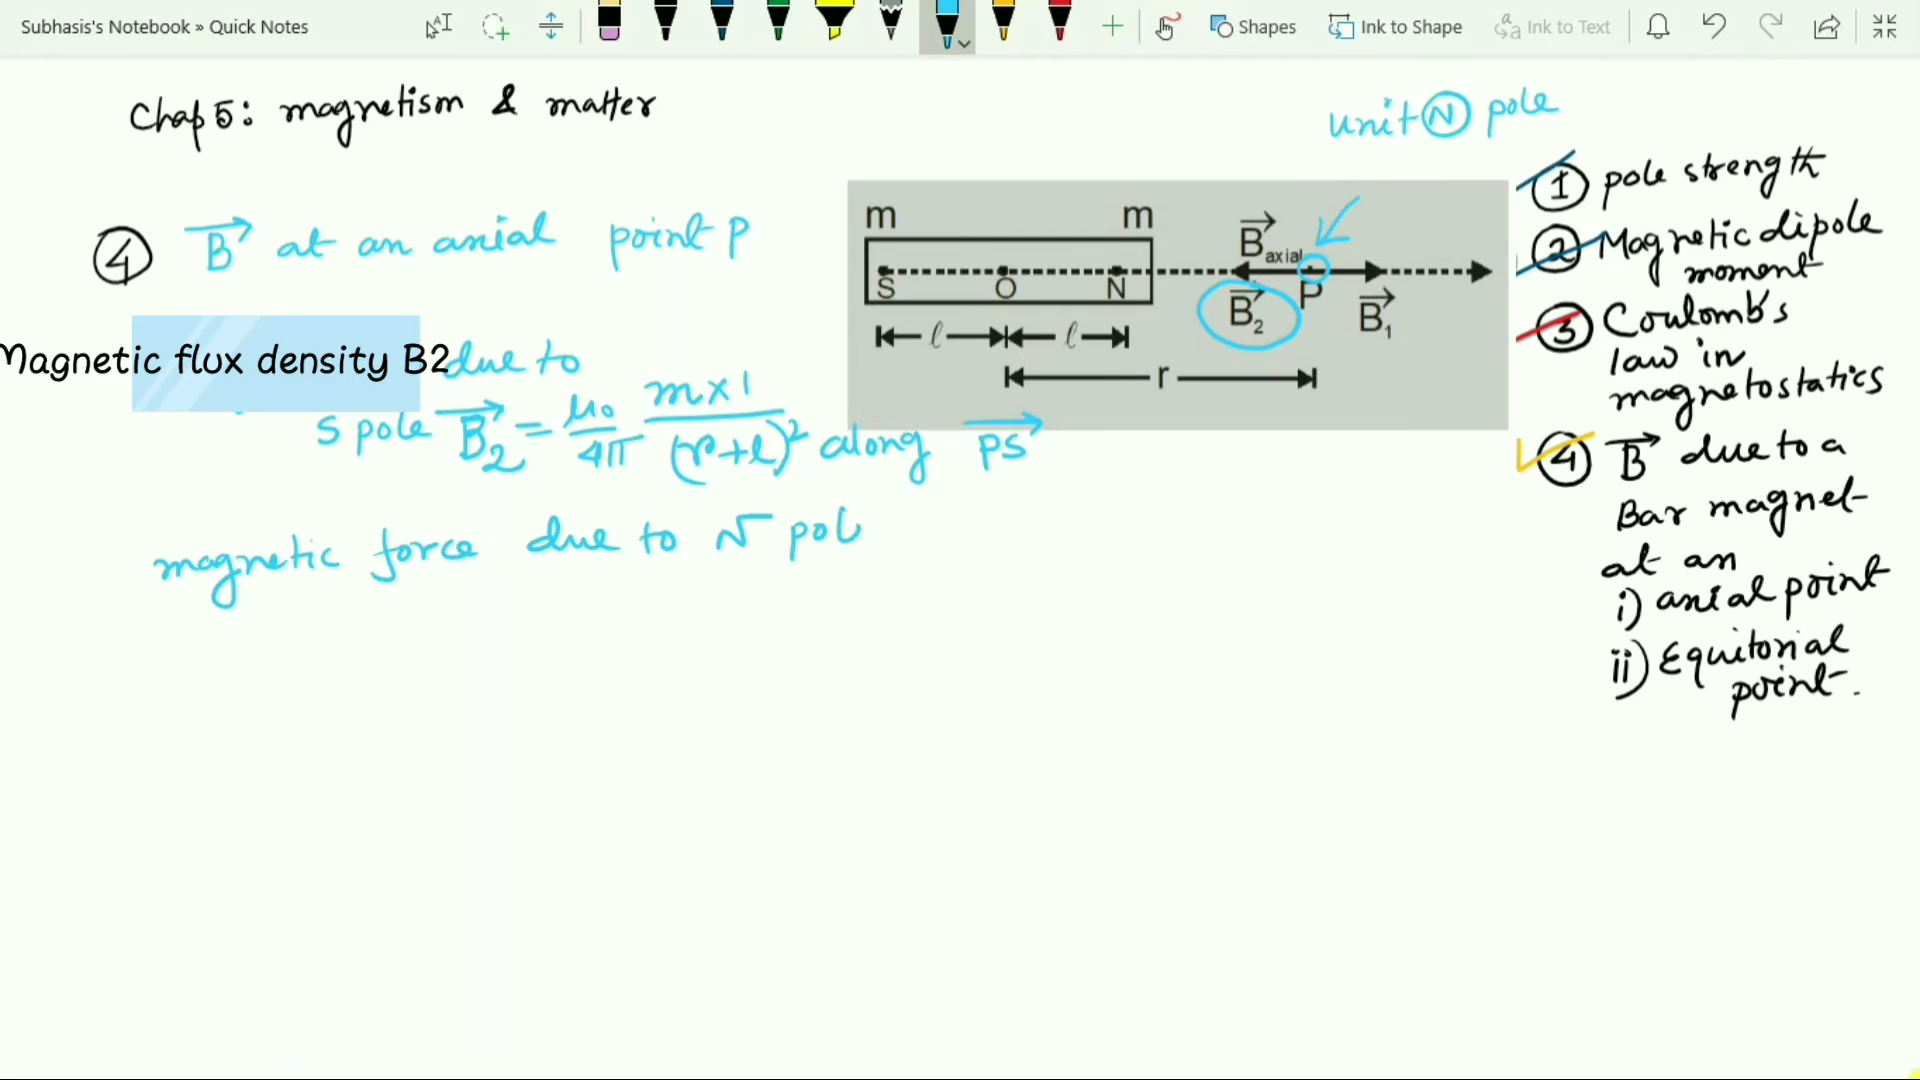 Subhasis's Notebook » Quick Notes
Shapes
Ink to Shape
Ink to Text
Chap 5: magnetism & matter
unit N pole
④ B⃗ at an axial point P
m m
B⃗axial
S O N P
B⃗₂ B⃗₁
ℓ ℓ
r
Magnetic flux density B2 due to
S pole B⃗₂ = μ₀/4π m×1/(r+l)² along PS⃗
magnetic force due to N pol
① pole strength
② Magnetic dipole
moment
③ Coulomb's
law in
magnetostatics
④ B⃗ due to a
Bar magnet
at an
i) axial point
ii) Equitorial
point.